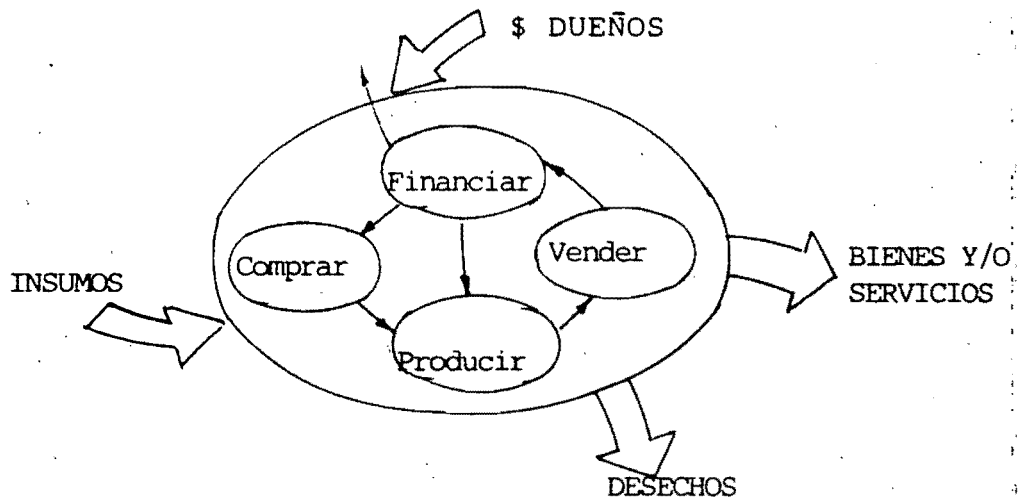 $ DUEÑOS
Financiar
Comprar
Vender
INSUMOS
BIENES Y/O
SERVICIOS
Producir
DESECHOS